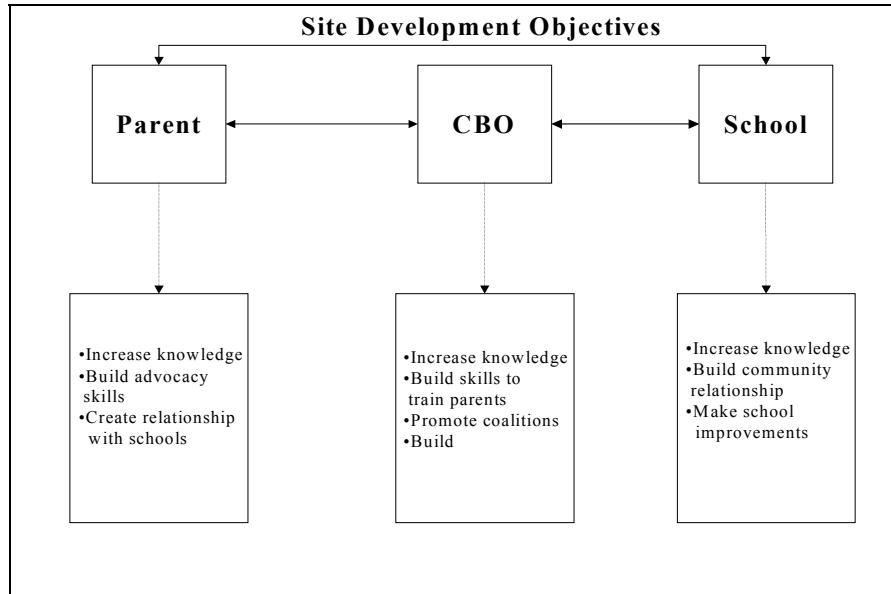 Site Development Objectives
Parent
CBO
School
•Increase knowledge
•Build advocacy
skills
•Create relationship
with schools
•Increase knowledge
•Build skills to
train parents
•Promote coalitions
•Build
•Increase knowledge
•Build community
relationship
•Make school
improvements